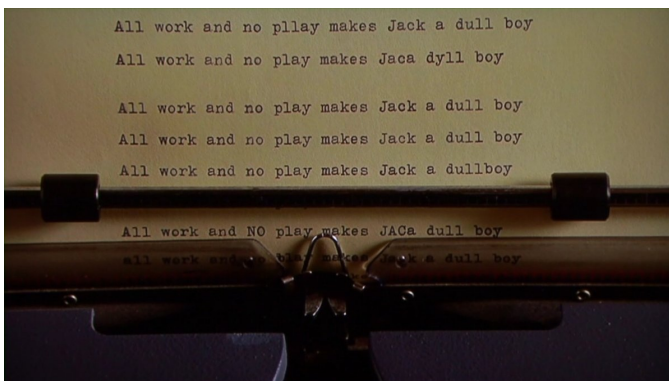 All work and no pllay makes Jack a dull boy
All work and no play makes Jaca dyll boy
All work and no play makes Jack a dull boy
All work and no play makes Jack a dull boy
All work and no play makes Jack a dullboy
All work and NO play makes JACa dull boy
all work and play makes Jack a dull boy